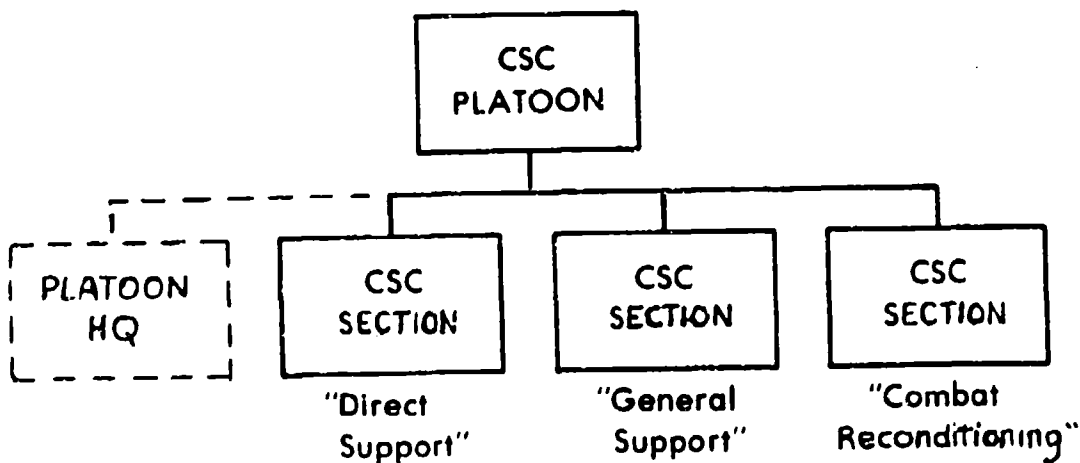 CSC
PLATOON
PLATOON
HQ
CSC
SECTION
CSC
SECTION
CSC
SECTION
"Direct
Support"
"General
Support"
"Combat
Reconditioning"